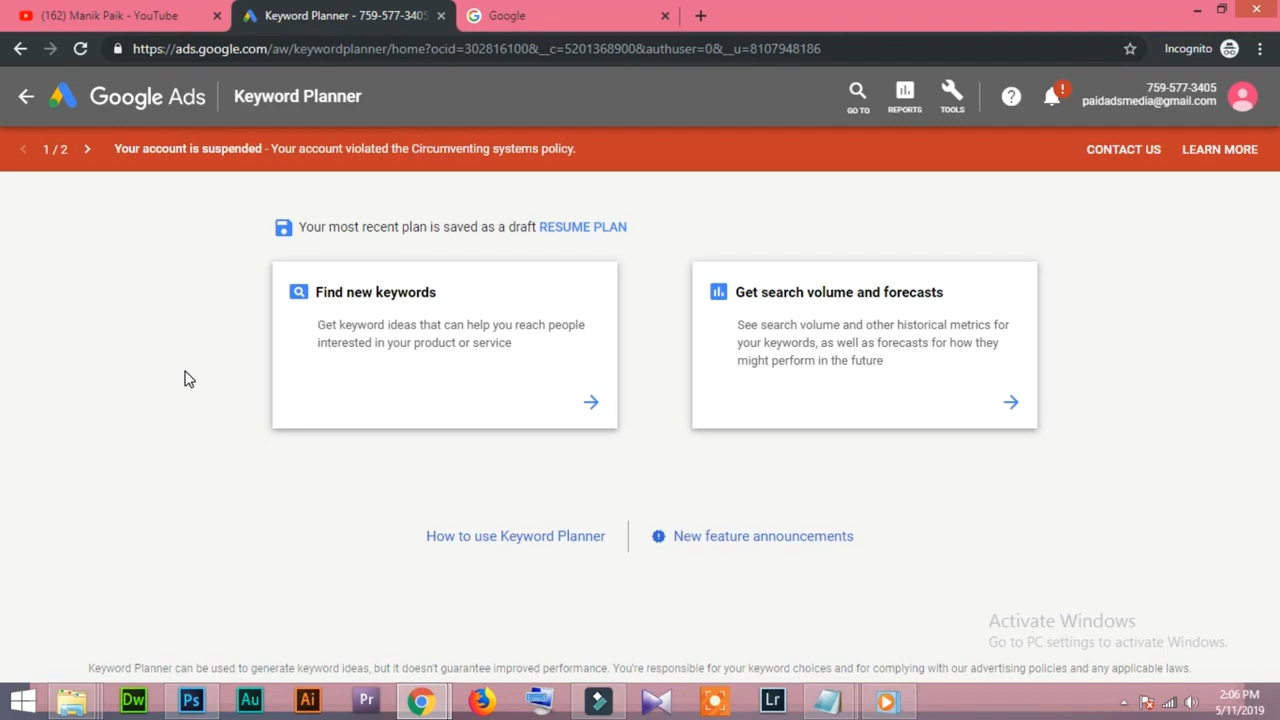 (162) Manik Paik - YouTube
Keyword Planner - 759-577-3405
Google
https://ads.google.com/aw/keywordplanner/home?ocid=302816100&__c=5201368900&authuser=0&__u=8107948186
Incognito
Google Ads
Keyword Planner
GO TO
REPORTS
TOOLS
759-577-3405
paidadsmedia@gmail.com
1 / 2
Your account is suspended - Your account violated the Circumventing systems policy.
CONTACT US
LEARN MORE
Your most recent plan is saved as a draft RESUME PLAN
Find new keywords
Get keyword ideas that can help you reach people
interested in your product or service
Get search volume and forecasts
See search volume and other historical metrics for
your keywords, as well as forecasts for how they
might perform in the future
How to use Keyword Planner
New feature announcements
Activate Windows
Go to PC settings to activate Windows.
Keyword Planner can be used to generate keyword ideas, but it doesn't guarantee improved performance. You're responsible for your keyword choices and for complying with our advertising policies and any applicable laws.
Dw
Ps
Au
Ai
Pr
Lr
2:06 PM
5/11/2019